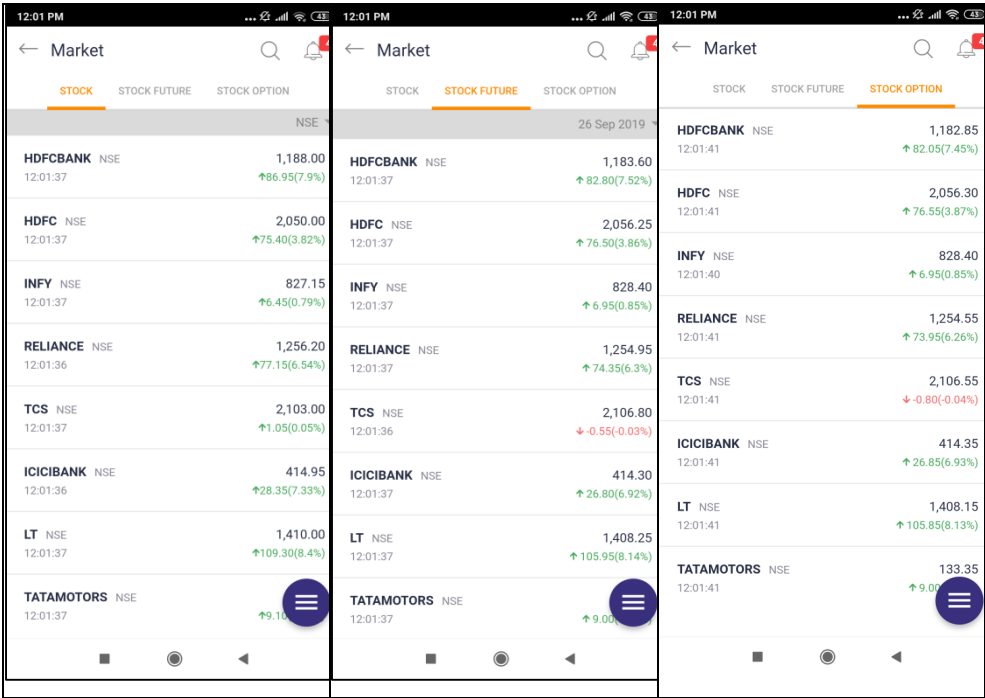 12:01 PM ... 43
← Market 4
STOCK STOCK FUTURE STOCK OPTION
NSE
HDFCBANK NSE 1,188.00
12:01:37 ↑86.95(7.9%)
HDFC NSE 2,050.00
12:01:37 ↑75.40(3.82%)
INFY NSE 827.15
12:01:37 ↑6.45(0.79%)
RELIANCE NSE 1,256.20
12:01:36 ↑77.15(6.54%)
TCS NSE 2,103.00
12:01:37 ↑1.05(0.05%)
ICICIBANK NSE 414.95
12:01:36 ↑28.35(7.33%)
LT NSE 1,410.00
12:01:37 ↑109.30(8.4%)
TATAMOTORS NSE
12:01:37 ↑9.10
12:01 PM ... 43
← Market 4
STOCK STOCK FUTURE STOCK OPTION
26 Sep 2019
HDFCBANK NSE 1,183.60
12:01:37 ↑ 82.80(7.52%)
HDFC NSE 2,056.25
12:01:37 ↑ 76.50(3.86%)
INFY NSE 828.40
12:01:37 ↑ 6.95(0.85%)
RELIANCE NSE 1,254.95
12:01:37 ↑ 74.35(6.3%)
TCS NSE 2,106.80
12:01:36 ↓ -0.55(-0.03%)
ICICIBANK NSE 414.30
12:01:37 ↑ 26.80(6.92%)
LT NSE 1,408.25
12:01:37 ↑ 105.95(8.14%)
TATAMOTORS NSE
12:01:37 ↑ 9.00
12:01 PM ... 43
← Market 4
STOCK STOCK FUTURE STOCK OPTION
HDFCBANK NSE 1,182.85
12:01:41 ↑ 82.05(7.45%)
HDFC NSE 2,056.30
12:01:41 ↑ 76.55(3.87%)
INFY NSE 828.40
12:01:40 ↑ 6.95(0.85%)
RELIANCE NSE 1,254.55
12:01:41 ↑ 73.95(6.26%)
TCS NSE 2,106.55
12:01:41 ↓ -0.80(-0.04%)
ICICIBANK NSE 414.35
12:01:41 ↑ 26.85(6.93%)
LT NSE 1,408.15
12:01:41 ↑ 105.85(8.13%)
TATAMOTORS NSE 133.35
12:01:41 ↑ 9.00